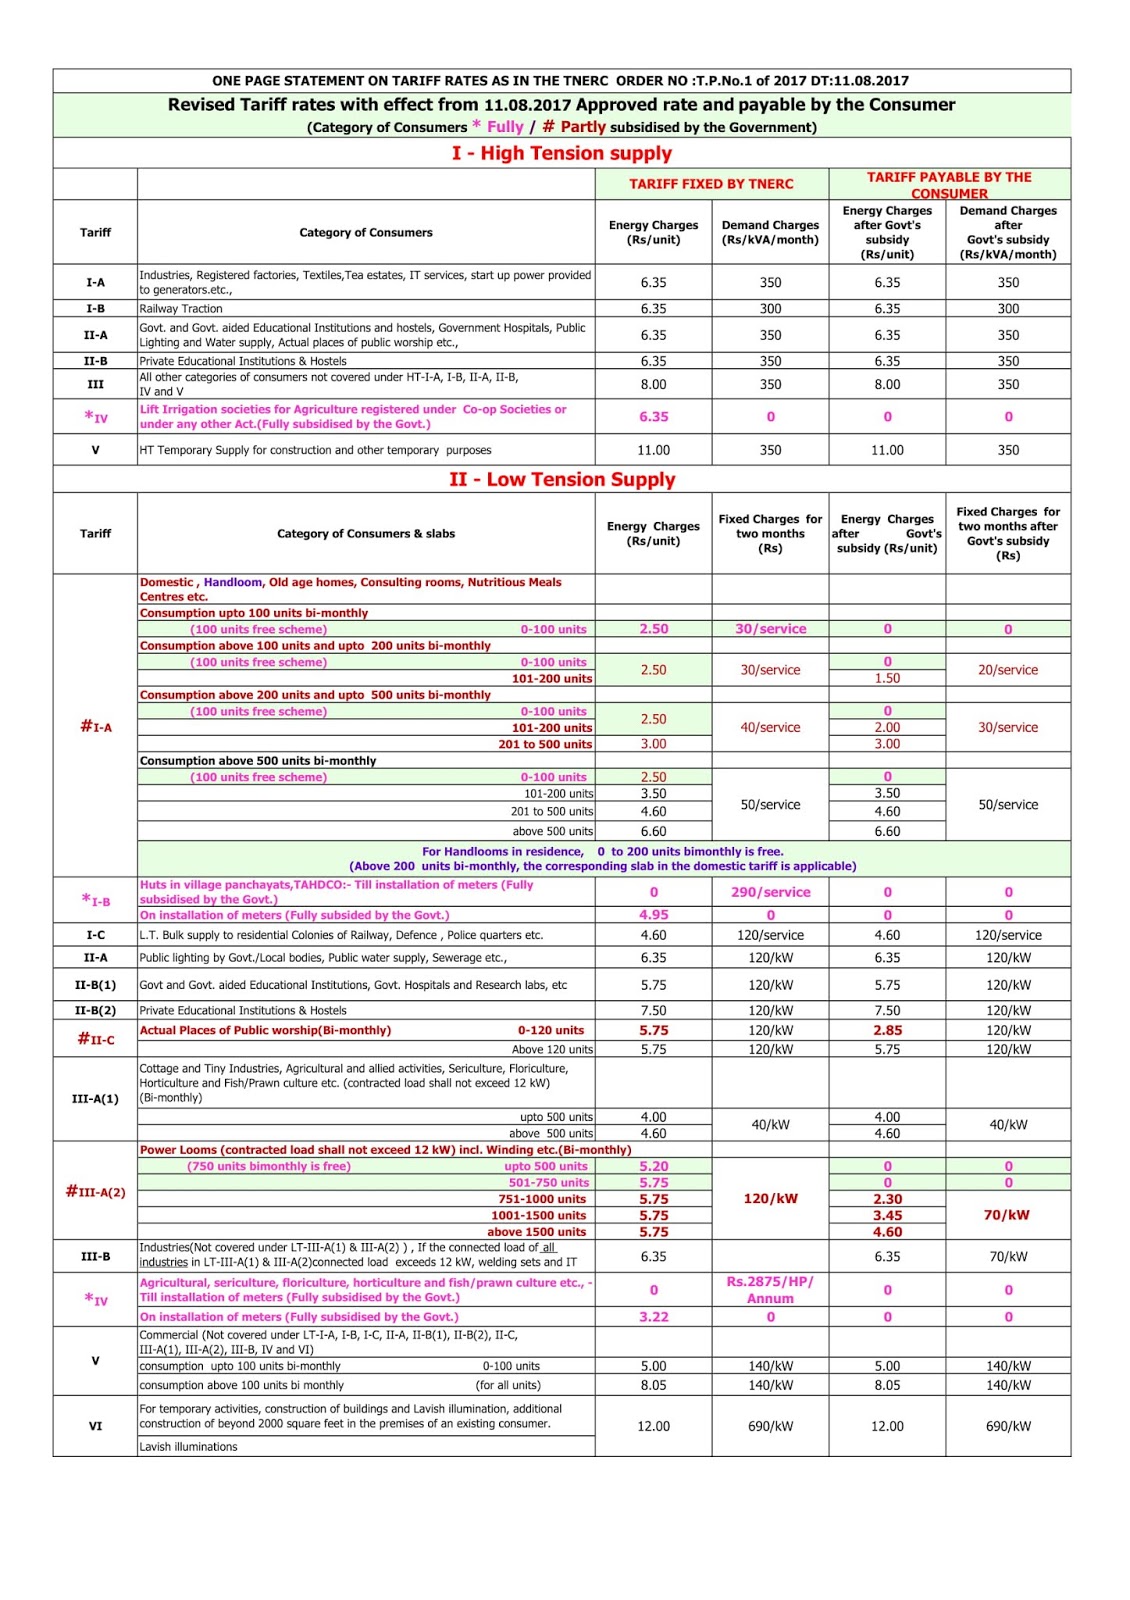 ONE PAGE STATEMENT ON TARIFF RATES AS IN THE TNERC ORDER NO :T.P.No.1 of 2017 DT:11.08.2017
Revised Tariff rates with effect from 11.08.2017 Approved rate and payable by the Consumer
(Category of Consumers * Fully / # Partly subsidised by the Government)
I - High Tension supply
TARIFF FIXED BY TNERC TARIFF PAYABLE BY THE CONSUMER
Tariff Category of Consumers Energy Charges (Rs/unit) Demand Charges (Rs/kVA/month) Energy Charges after Govt's subsidy (Rs/unit) Demand Charges after Govt's subsidy (Rs/kVA/month)
I-A Industries, Registered factories, Textiles,Tea estates, IT services, start up power provided to generators.etc., 6.35 350 6.35 350
I-B Railway Traction 6.35 300 6.35 300
II-A Govt. and Govt. aided Educational Institutions and hostels, Government Hospitals, Public Lighting and Water supply, Actual places of public worship etc., 6.35 350 6.35 350
II-B Private Educational Institutions & Hostels 6.35 350 6.35 350
III All other categories of consumers not covered under HT-I-A, I-B, II-A, II-B, IV and V 8.00 350 8.00 350
*IV Lift Irrigation societies for Agriculture registered under Co-op Societies or under any other Act.(Fully subsidised by the Govt.) 6.35 0 0 0
V HT Temporary Supply for construction and other temporary purposes 11.00 350 11.00 350
II - Low Tension Supply
Tariff Category of Consumers & slabs Energy Charges (Rs/unit) Fixed Charges for two months (Rs) Energy Charges after Govt's subsidy (Rs/unit) Fixed Charges for two months after Govt's subsidy (Rs)
#I-A Domestic , Handloom, Old age homes, Consulting rooms, Nutritious Meals Centres etc.
Consumption upto 100 units bi-monthly
(100 units free scheme) 0-100 units 2.50 30/service 0 0
Consumption above 100 units and upto 200 units bi-monthly
(100 units free scheme) 0-100 units 2.50 30/service 0 20/service
101-200 units 1.50
Consumption above 200 units and upto 500 units bi-monthly
(100 units free scheme) 0-100 units 2.50 40/service 0 30/service
101-200 units 2.00
201 to 500 units 3.00 3.00
Consumption above 500 units bi-monthly
(100 units free scheme) 0-100 units 2.50 50/service 0 50/service
101-200 units 3.50 3.50
201 to 500 units 4.60 4.60
above 500 units 6.60 6.60
For Handlooms in residence, 0 to 200 units bimonthly is free.
(Above 200 units bi-monthly, the corresponding slab in the domestic tariff is applicable)
*I-B Huts in village panchayats,TAHDCO:- Till installation of meters (Fully subsidised by the Govt.) 0 290/service 0 0
On installation of meters (Fully subsided by the Govt.) 4.95 0 0 0
I-C L.T. Bulk supply to residential Colonies of Railway, Defence , Police quarters etc. 4.60 120/service 4.60 120/service
II-A Public lighting by Govt./Local bodies, Public water supply, Sewerage etc., 6.35 120/kW 6.35 120/kW
II-B(1) Govt and Govt. aided Educational Institutions, Govt. Hospitals and Research labs, etc 5.75 120/kW 5.75 120/kW
II-B(2) Private Educational Institutions & Hostels 7.50 120/kW 7.50 120/kW
#II-C Actual Places of Public worship(Bi-monthly) 0-120 units 5.75 120/kW 2.85 120/kW
Above 120 units 5.75 120/kW 5.75 120/kW
III-A(1) Cottage and Tiny Industries, Agricultural and allied activities, Sericulture, Floriculture, Horticulture and Fish/Prawn culture etc. (contracted load shall not exceed 12 kW) (Bi-monthly)
upto 500 units 4.00 40/kW 4.00 40/kW
above 500 units 4.60 4.60
#III-A(2) Power Looms (contracted load shall not exceed 12 kW) incl. Winding etc.(Bi-monthly)
(750 units bimonthly is free) upto 500 units 5.20 120/kW 0 0
501-750 units 5.75 0 0
751-1000 units 5.75 2.30 70/kW
1001-1500 units 5.75 3.45
above 1500 units 5.75 4.60
III-B Industries(Not covered under LT-III-A(1) & III-A(2) ) , If the connected load of all industries in LT-III-A(1) & III-A(2)connected load exceeds 12 kW, welding sets and IT 6.35 6.35 70/kW
*IV Agricultural, sericulture, floriculture, horticulture and fish/prawn culture etc., - Till installation of meters (Fully subsidised by the Govt.) 0 Rs.2875/HP/ Annum 0 0
On installation of meters (Fully subsidised by the Govt.) 3.22 0 0 0
V Commercial (Not covered under LT-I-A, I-B, I-C, II-A, II-B(1), II-B(2), II-C, III-A(1), III-A(2), III-B, IV and VI)
consumption upto 100 units bi-monthly 0-100 units 5.00 140/kW 5.00 140/kW
consumption above 100 units bi monthly (for all units) 8.05 140/kW 8.05 140/kW
VI For temporary activities, construction of buildings and Lavish illumination, additional construction of beyond 2000 square feet in the premises of an existing consumer. 12.00 690/kW 12.00 690/kW
Lavish illuminations